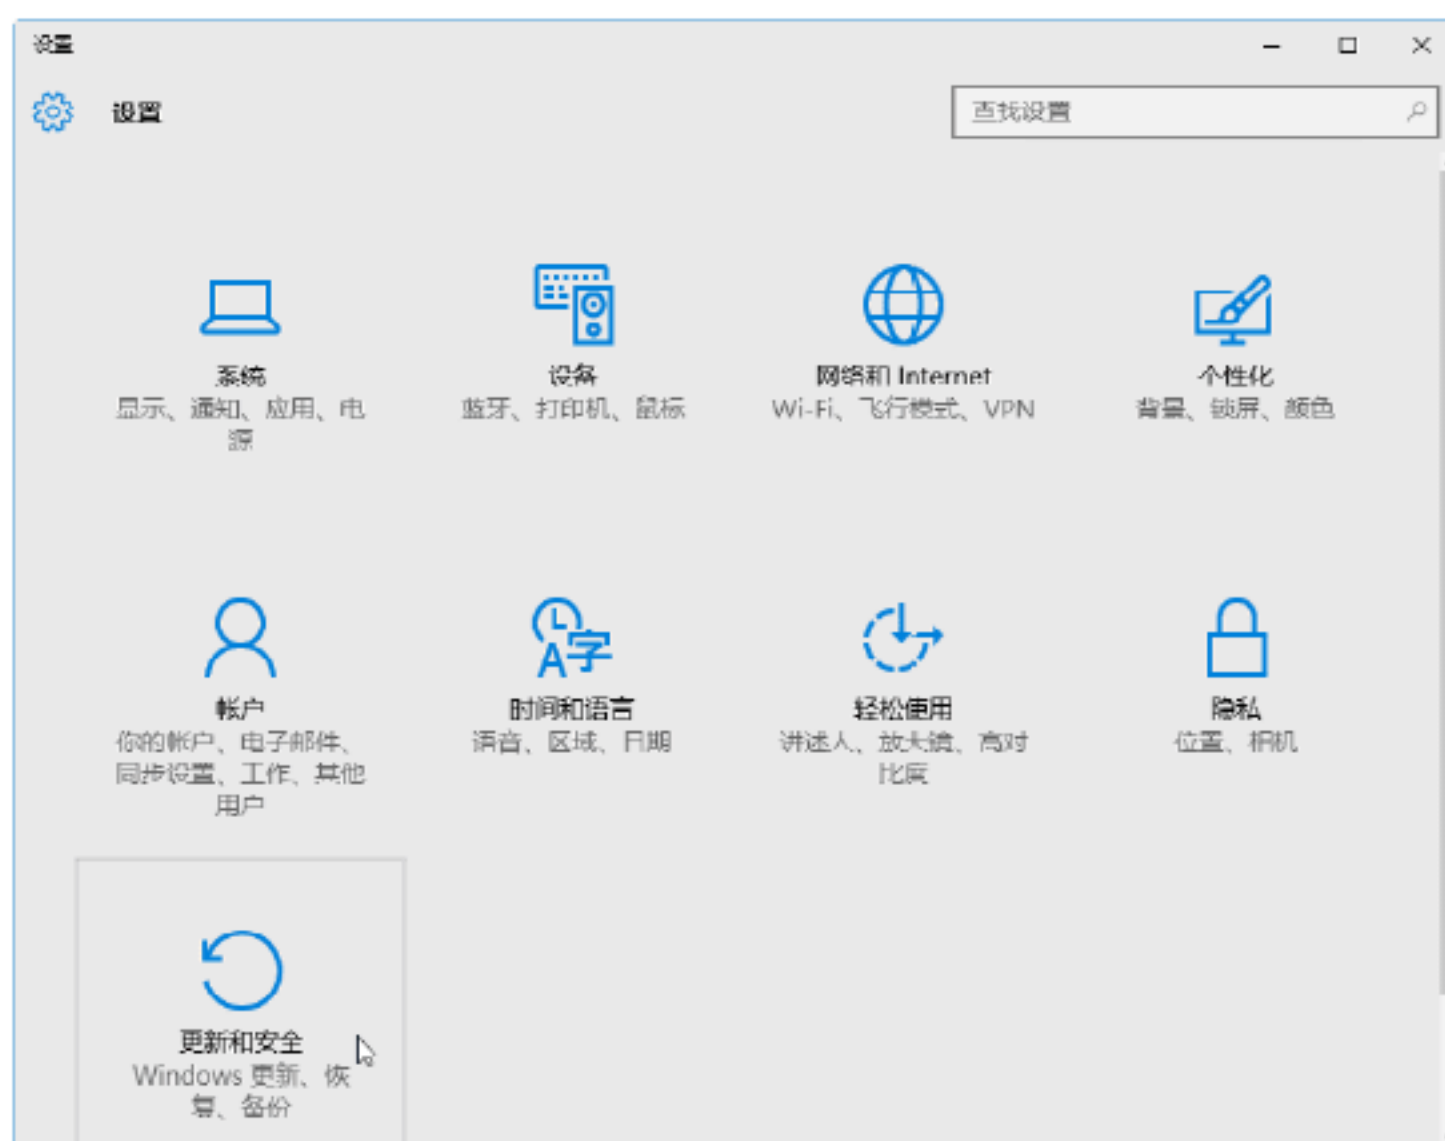 设置
设置
查找设置
系统
显示、通知、应用、电
源
设备
蓝牙、打印机、鼠标
网络和 Internet
Wi-Fi、飞行模式、VPN
个性化
背景、锁屏、颜色
帐户
你的帐户、电子邮件、
同步设置、工作、其他
用户
时间和语言
语音、区域、日期
轻松使用
讲述人、放大镜、高对
比度
隐私
位置、相机
更新和安全
Windows 更新、恢
复、备份